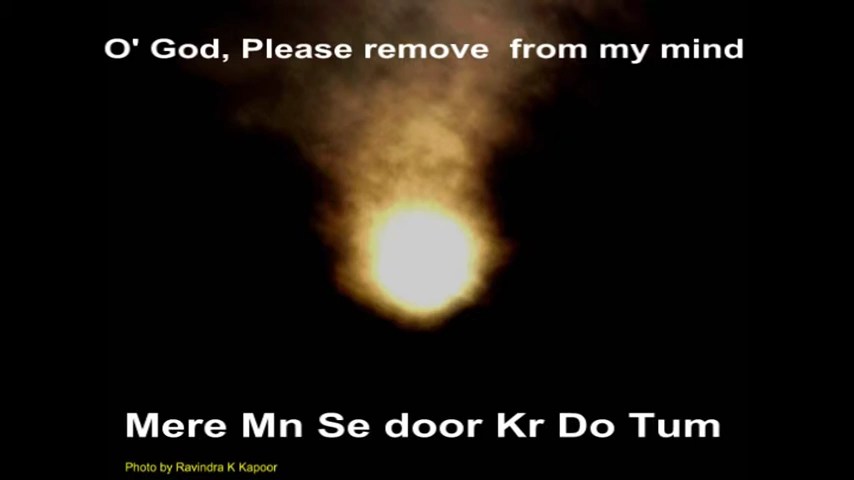 O' God, Please remove from my mind
Mere Mn Se door Kr Do Tum
Photo by Ravindra K Kapoor